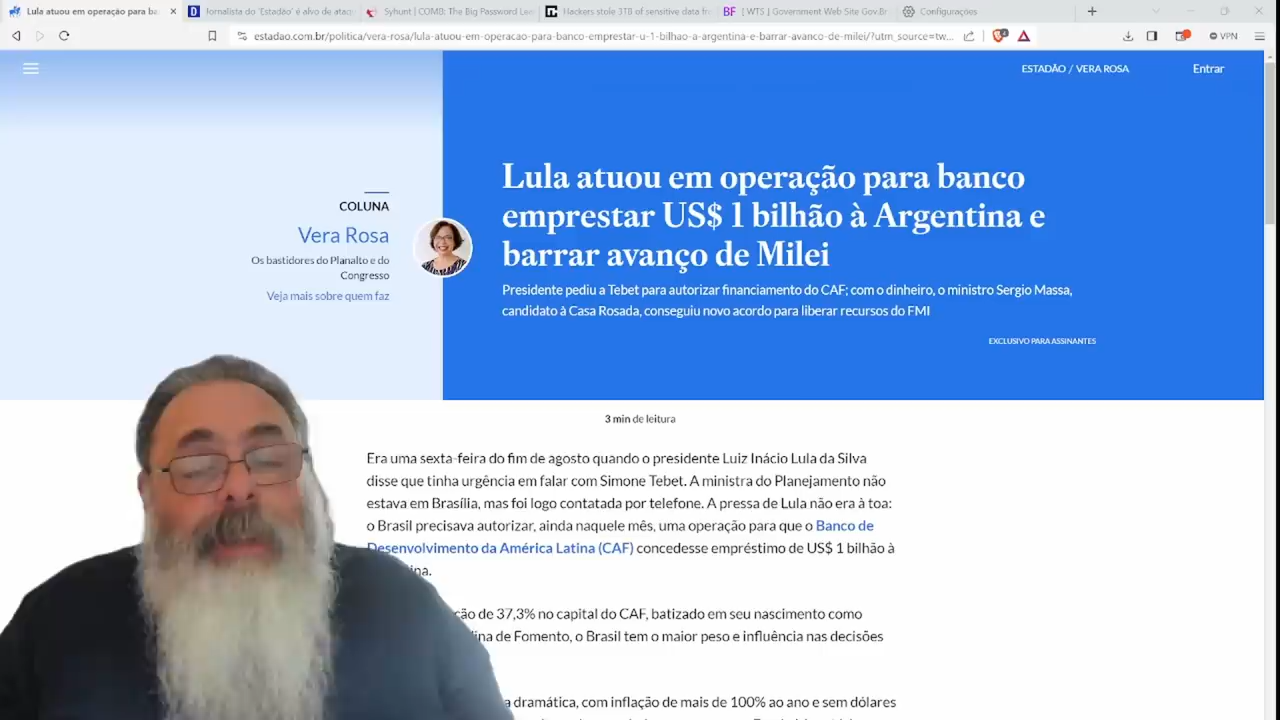 Lula atuou em operação para ba
Jornalista do 'Estadão' é alvo de ataq
Syhunt | COMB: The Big Password Lea
Hackers stole 3TB of sensitive data fr
[ WTS ] Government Web Site Gov.Br
Configurações
estadao.com.br/politica/vera-rosa/lula-atuou-em-operacao-para-banco-emprestar-u-1-bilhao-a-argentina-e-barrar-avanco-de-milei/?utm_source=tw...
VPN
ESTADÃO / VERA ROSA
Entrar
COLUNA
Vera Rosa
Os bastidores do Planalto e do
Congresso
Veja mais sobre quem faz
Lula atuou em operação para banco
emprestar US$ 1 bilhão à Argentina e
barrar avanço de Milei
Presidente pediu a Tebet para autorizar financiamento do CAF; com o dinheiro, o ministro Sergio Massa,
candidato à Casa Rosada, conseguiu novo acordo para liberar recursos do FMI
EXCLUSIVO PARA ASSINANTES
3 min de leitura
Era uma sexta-feira do fim de agosto quando o presidente Luiz Inácio Lula da Silva
disse que tinha urgência em falar com Simone Tebet. A ministra do Planejamento não
estava em Brasília, mas foi logo contatada por telefone. A pressa de Lula não era à toa:
o Brasil precisava autorizar, ainda naquele mês, uma operação para que o Banco de
Desenvolvimento da América Latina (CAF) concedesse empréstimo de US$ 1 bilhão à
ina.
ção de 37,3% no capital do CAF, batizado em seu nascimento como
ina de Fomento, o Brasil tem o maior peso e influência nas decisões
a dramática, com inflação de mais de 100% ao ano e sem dólares